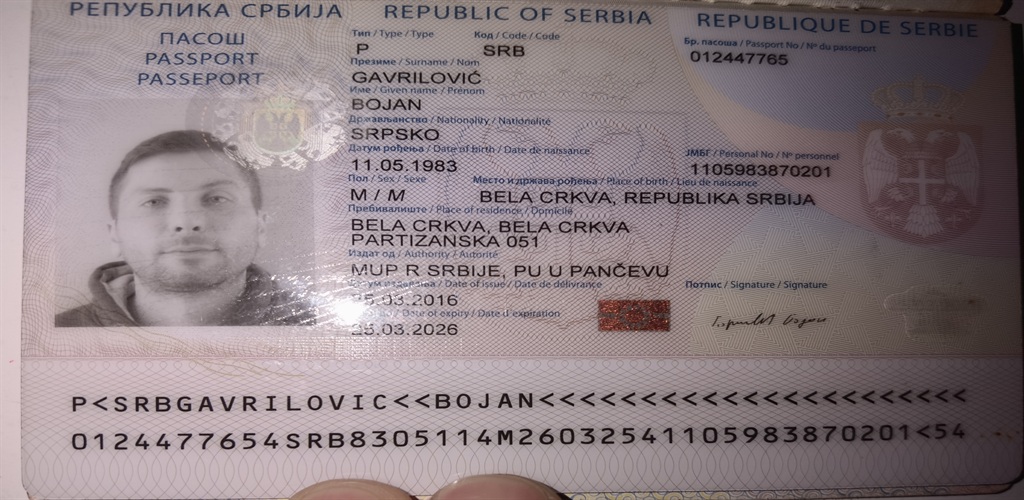 РЕПУБЛИКА СРБИЈА REPUBLIC OF SERBIA REPUBLIQUE DE SERBIE
ПАСОШ
PASSPORT
PASSEPORT
Тип / Type / Type Код / Code / Code Бр. пасоша / Passport No / Nº du passeport
P SRB 012447765
Презиме / Surname / Nom
GAVRILOVIĆ
Име / Given name / Prénom
BOJAN
Држављанство / Nationality / Nationalité
SRPSKO
Датум рођења / Date of birth / Date de naissance ЈМБГ / Personal No / Nº personnel
11.05.1983 1105983870201
Пол / Sex / Sexe Место и држава рођења / Place of birth / Lieu de naissance
M / M BELA CRKVA, REPUBLIKA SRBIJA
Пребивалиште / Place of residence / Domicile
BELA CRKVA, BELA CRKVA
PARTIZANSKA 051
Издат од / Authority / Autorité
MUP R SRBIJE, PU U PANČEVU
Датум издавања / Date of issue / Date de délivrance Потпис / Signature / Signature
25.03.2016
Date of expiry / Date d'expiration
25.03.2026
P<SRBGAVRILOVIC<<BOJAN<<<<<<<<<<<<<<<<<<<<<<
0124477654SRB8305114M26032541105983870201<54